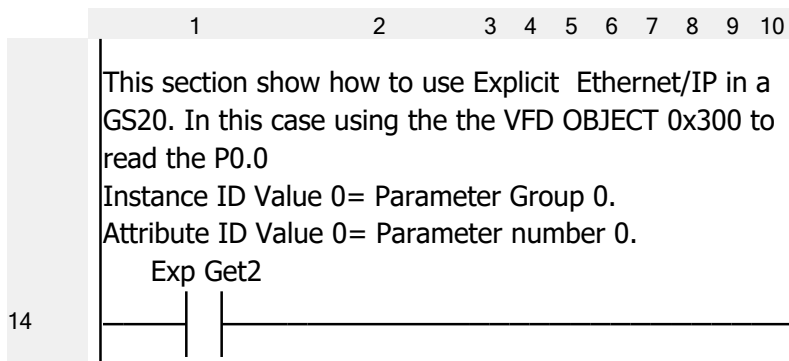 1 2 3 4 5 6 7 8 9 10
This section show how to use Explicit Ethernet/IP in a
GS20. In this case using the the VFD OBJECT 0x300 to
read the P0.0
Instance ID Value 0= Parameter Group 0.
Attribute ID Value 0= Parameter number 0.
Exp Get2
14